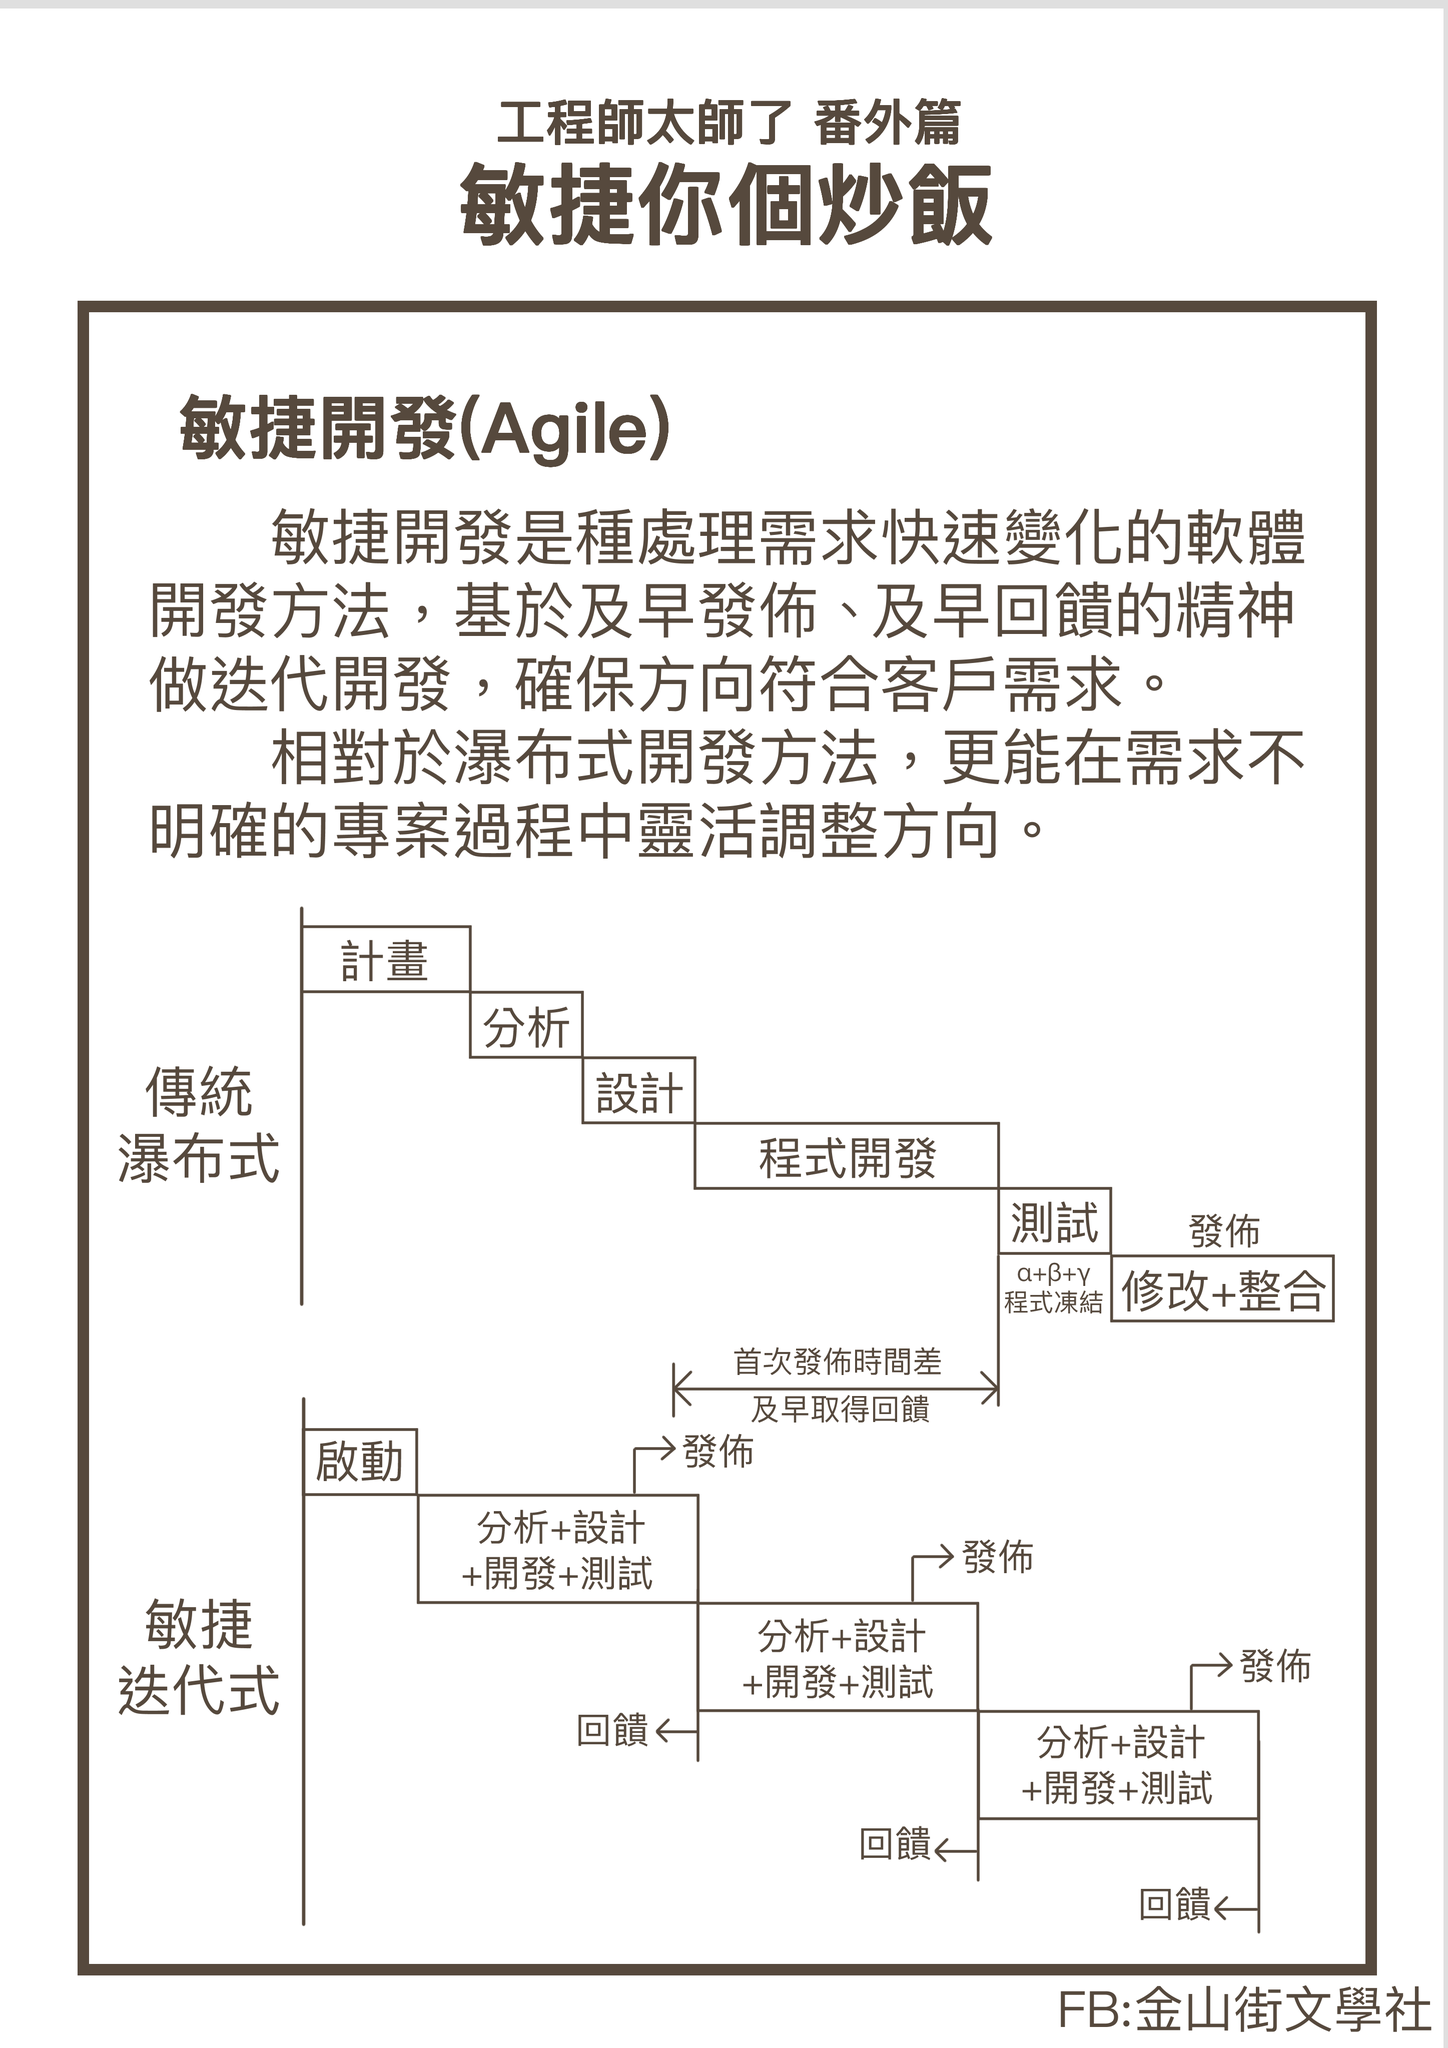 工程師太師了 番外篇
敏捷你個炒飯
敏捷開發(Agile)
敏捷開發是種處理需求快速變化的軟體
開發方法，基於及早發佈、及早回饋的精神
做迭代開發，確保方向符合客戶需求。
相對於瀑布式開發方法，更能在需求不
明確的專案過程中靈活調整方向。
傳統
瀑布式
計畫
分析
設計
程式開發
測試
α+β+γ
程式凍結
發佈
修改+整合
首次發佈時間差
及早取得回饋
敏捷
迭代式
啟動
發佈
分析+設計
+開發+測試
發佈
分析+設計
+開發+測試
回饋
發佈
分析+設計
+開發+測試
回饋
回饋
FB:金山街文學社